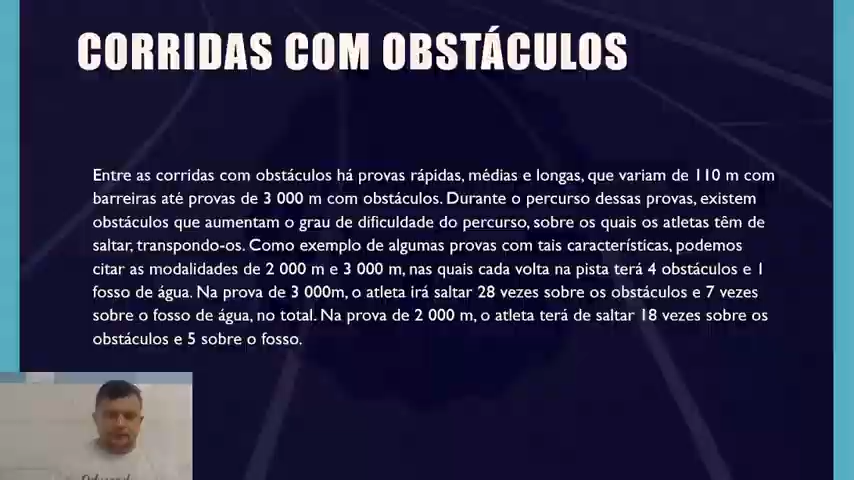 CORRIDAS COM OBSTÁCULOS
Entre as corridas com obstáculos há provas rápidas, médias e longas, que variam de 110 m com
barreiras até provas de 3 000 m com obstáculos. Durante o percurso dessas provas, existem
obstáculos que aumentam o grau de dificuldade do percurso, sobre os quais os atletas têm de
saltar, transpondo-os. Como exemplo de algumas provas com tais características, podemos
citar as modalidades de 2 000 m e 3 000 m, nas quais cada volta na pista terá 4 obstáculos e 1
fosso de água. Na prova de 3 000m, o atleta irá saltar 28 vezes sobre os obstáculos e 7 vezes
sobre o fosso de água, no total. Na prova de 2 000 m, o atleta terá de saltar 18 vezes sobre os
obstáculos e 5 sobre o fosso.